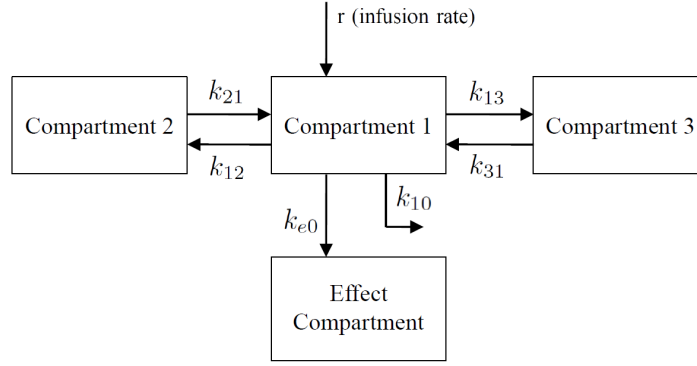 r (infusion rate)
k21
k13
Compartment 2
Compartment 1
Compartment 3
k12
k31
k10
ke0
Effect
Compartment